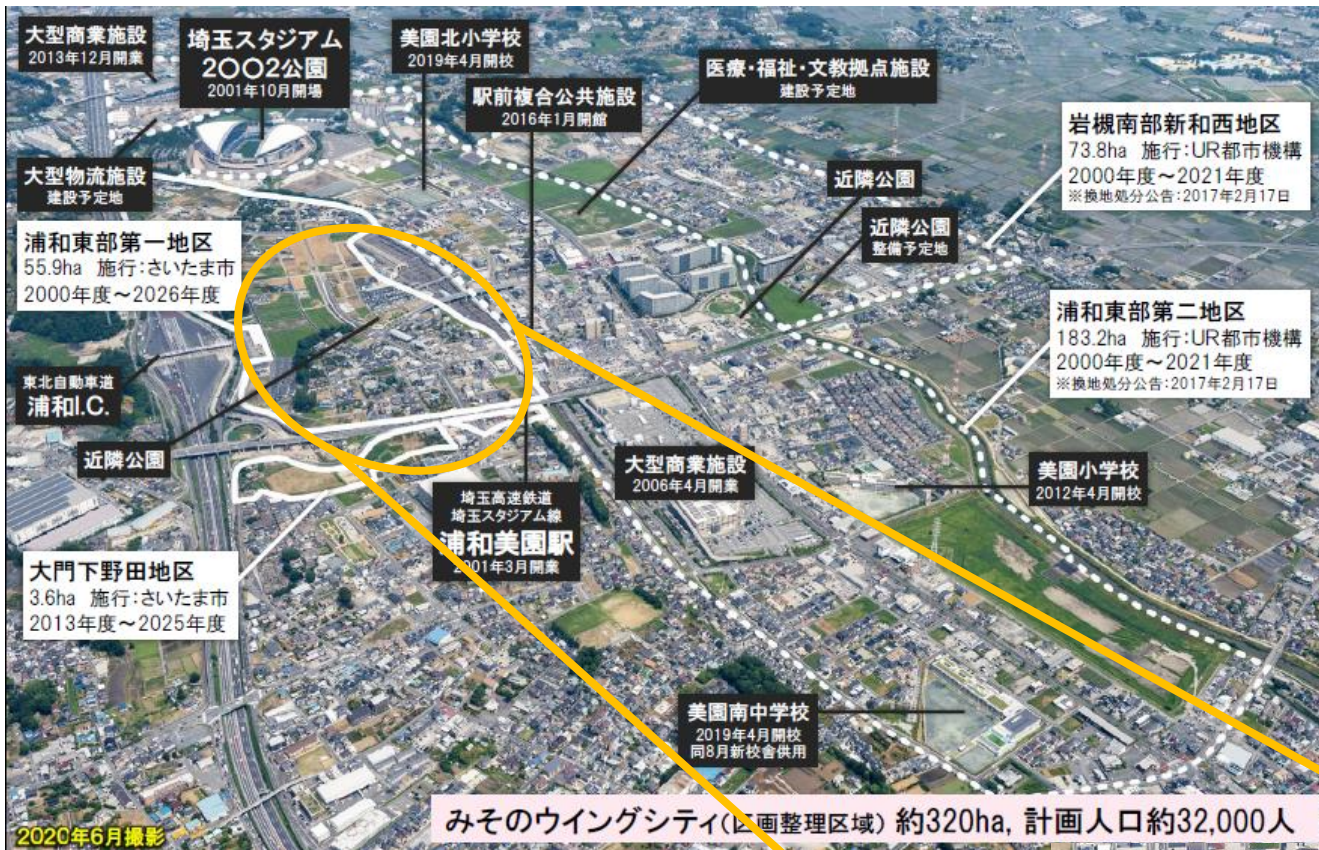 大型商業施設
2013年12月開業
埼玉スタジアム
2〇〇2公園
2001年10月開場
美園北小学校
2019年4月開校
駅前複合公共施設
2016年1月開館
医療・福祉・文教拠点施設
建設予定地
岩槻南部新和西地区
73.8ha 施行:UR都市機構
2000年度～2021年度
※換地処分公告:2017年2月17日
大型物流施設
建設予定地
近隣公園
近隣公園
整備予定地
浦和東部第一地区
55.9ha 施行:さいたま市
2000年度～2026年度
浦和東部第二地区
183.2ha 施行:UR都市機構
2000年度～2021年度
※換地処分公告:2017年2月17日
東北自動車道
浦和I.C.
近隣公園
大型商業施設
2006年4月開業
美園小学校
2012年4月開校
埼玉高速鉄道
埼玉スタジアム線
浦和美園駅
2001年3月開業
大門下野田地区
3.6ha 施行:さいたま市
2013年度～2025年度
美園南中学校
2019年4月開校
同8月新校舎供用
みそのウイングシティ(区画整理区域) 約320ha, 計画人口約32,000人
2020年6月撮影